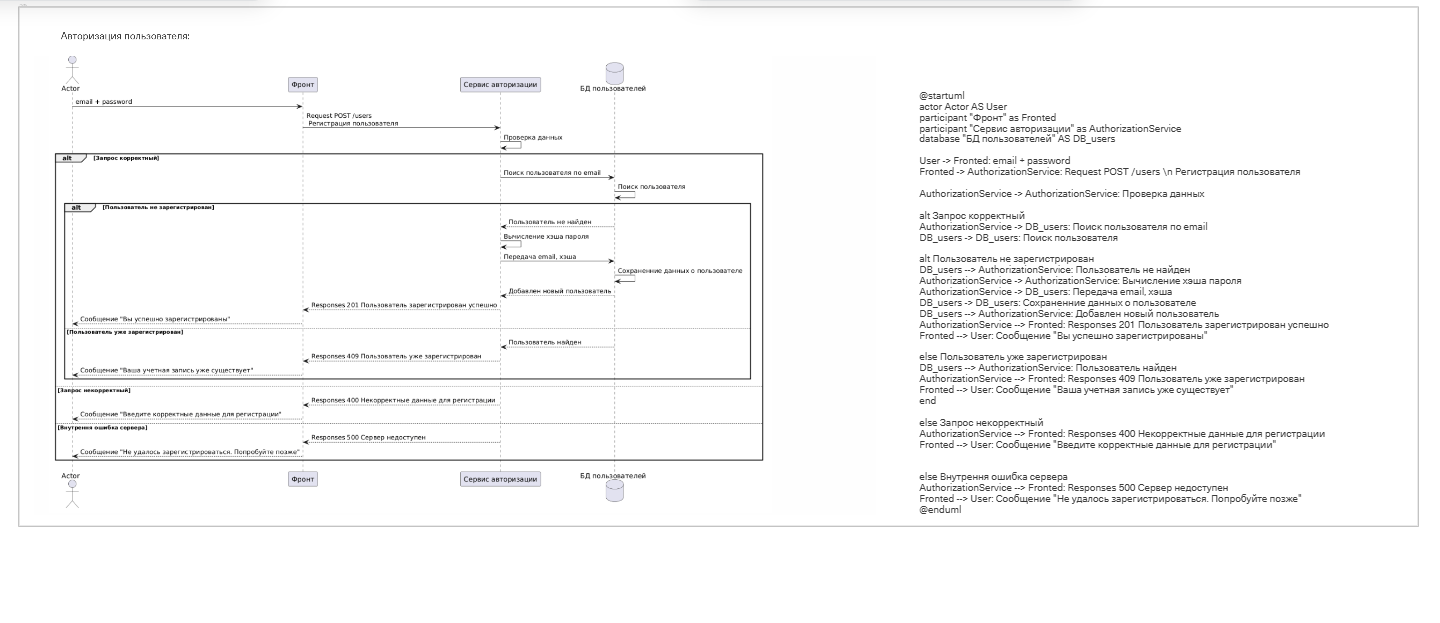 Авторизация пользователя:
Actor
Фронт
Сервис авторизации
БД пользователей
email + password
Request POST /users
Регистрация пользователя
Проверка данных
alt [Запрос корректный]
Поиск пользователя по email
Поиск пользователя
alt [Пользователь не зарегистрирован]
Пользователь не найден
Вычисление хэша пароля
Передача email, хэша
Сохраненние данных о пользователе
Добавлен новый пользователь
Responses 201 Пользователь зарегистрирован успешно
Сообщение "Вы успешно зарегистрированы"
[Пользователь уже зарегистрирован]
Пользователь найден
Responses 409 Пользователь уже зарегистрирован
Сообщение "Ваша учетная запись уже существует"
[Запрос некорректный]
Responses 400 Некорректные данные для регистрации
Сообщение "Введите корректные данные для регистрации"
[Внутрення ошибка сервера]
Responses 500 Сервер недоступен
Сообщение "Не удалось зарегистрироваться. Попробуйте позже"
Actor
Фронт
Сервис авторизации
БД пользователей
@startuml
actor Actor AS User
participant "Фронт" as Fronted
participant "Сервис авторизации" as AuthorizationService
database "БД пользователей" AS DB_users
User -> Fronted: email + password
Fronted -> AuthorizationService: Request POST /users \n Регистрация пользователя
AuthorizationService -> AuthorizationService: Проверка данных
alt Запрос корректный
AuthorizationService -> DB_users: Поиск пользователя по email
DB_users -> DB_users: Поиск пользователя
alt Пользователь не зарегистрирован
DB_users --> AuthorizationService: Пользователь не найден
AuthorizationService -> AuthorizationService: Вычисление хэша пароля
AuthorizationService -> DB_users: Передача email, хэша
DB_users -> DB_users: Сохраненние данных о пользователе
DB_users --> AuthorizationService: Добавлен новый пользователь
AuthorizationService --> Fronted: Responses 201 Пользователь зарегистрирован успешно
Fronted --> User: Сообщение "Вы успешно зарегистрированы"
else Пользователь уже зарегистрирован
DB_users --> AuthorizationService: Пользователь найден
AuthorizationService --> Fronted: Responses 409 Пользователь уже зарегистрирован
Fronted --> User: Сообщение "Ваша учетная запись уже существует"
end
else Запрос некорректный
AuthorizationService --> Fronted: Responses 400 Некорректные данные для регистрации
Fronted --> User: Сообщение "Введите корректные данные для регистрации"
else Внутрення ошибка сервера
AuthorizationService --> Fronted: Responses 500 Сервер недоступен
Fronted --> User: Сообщение "Не удалось зарегистрироваться. Попробуйте позже"
@enduml